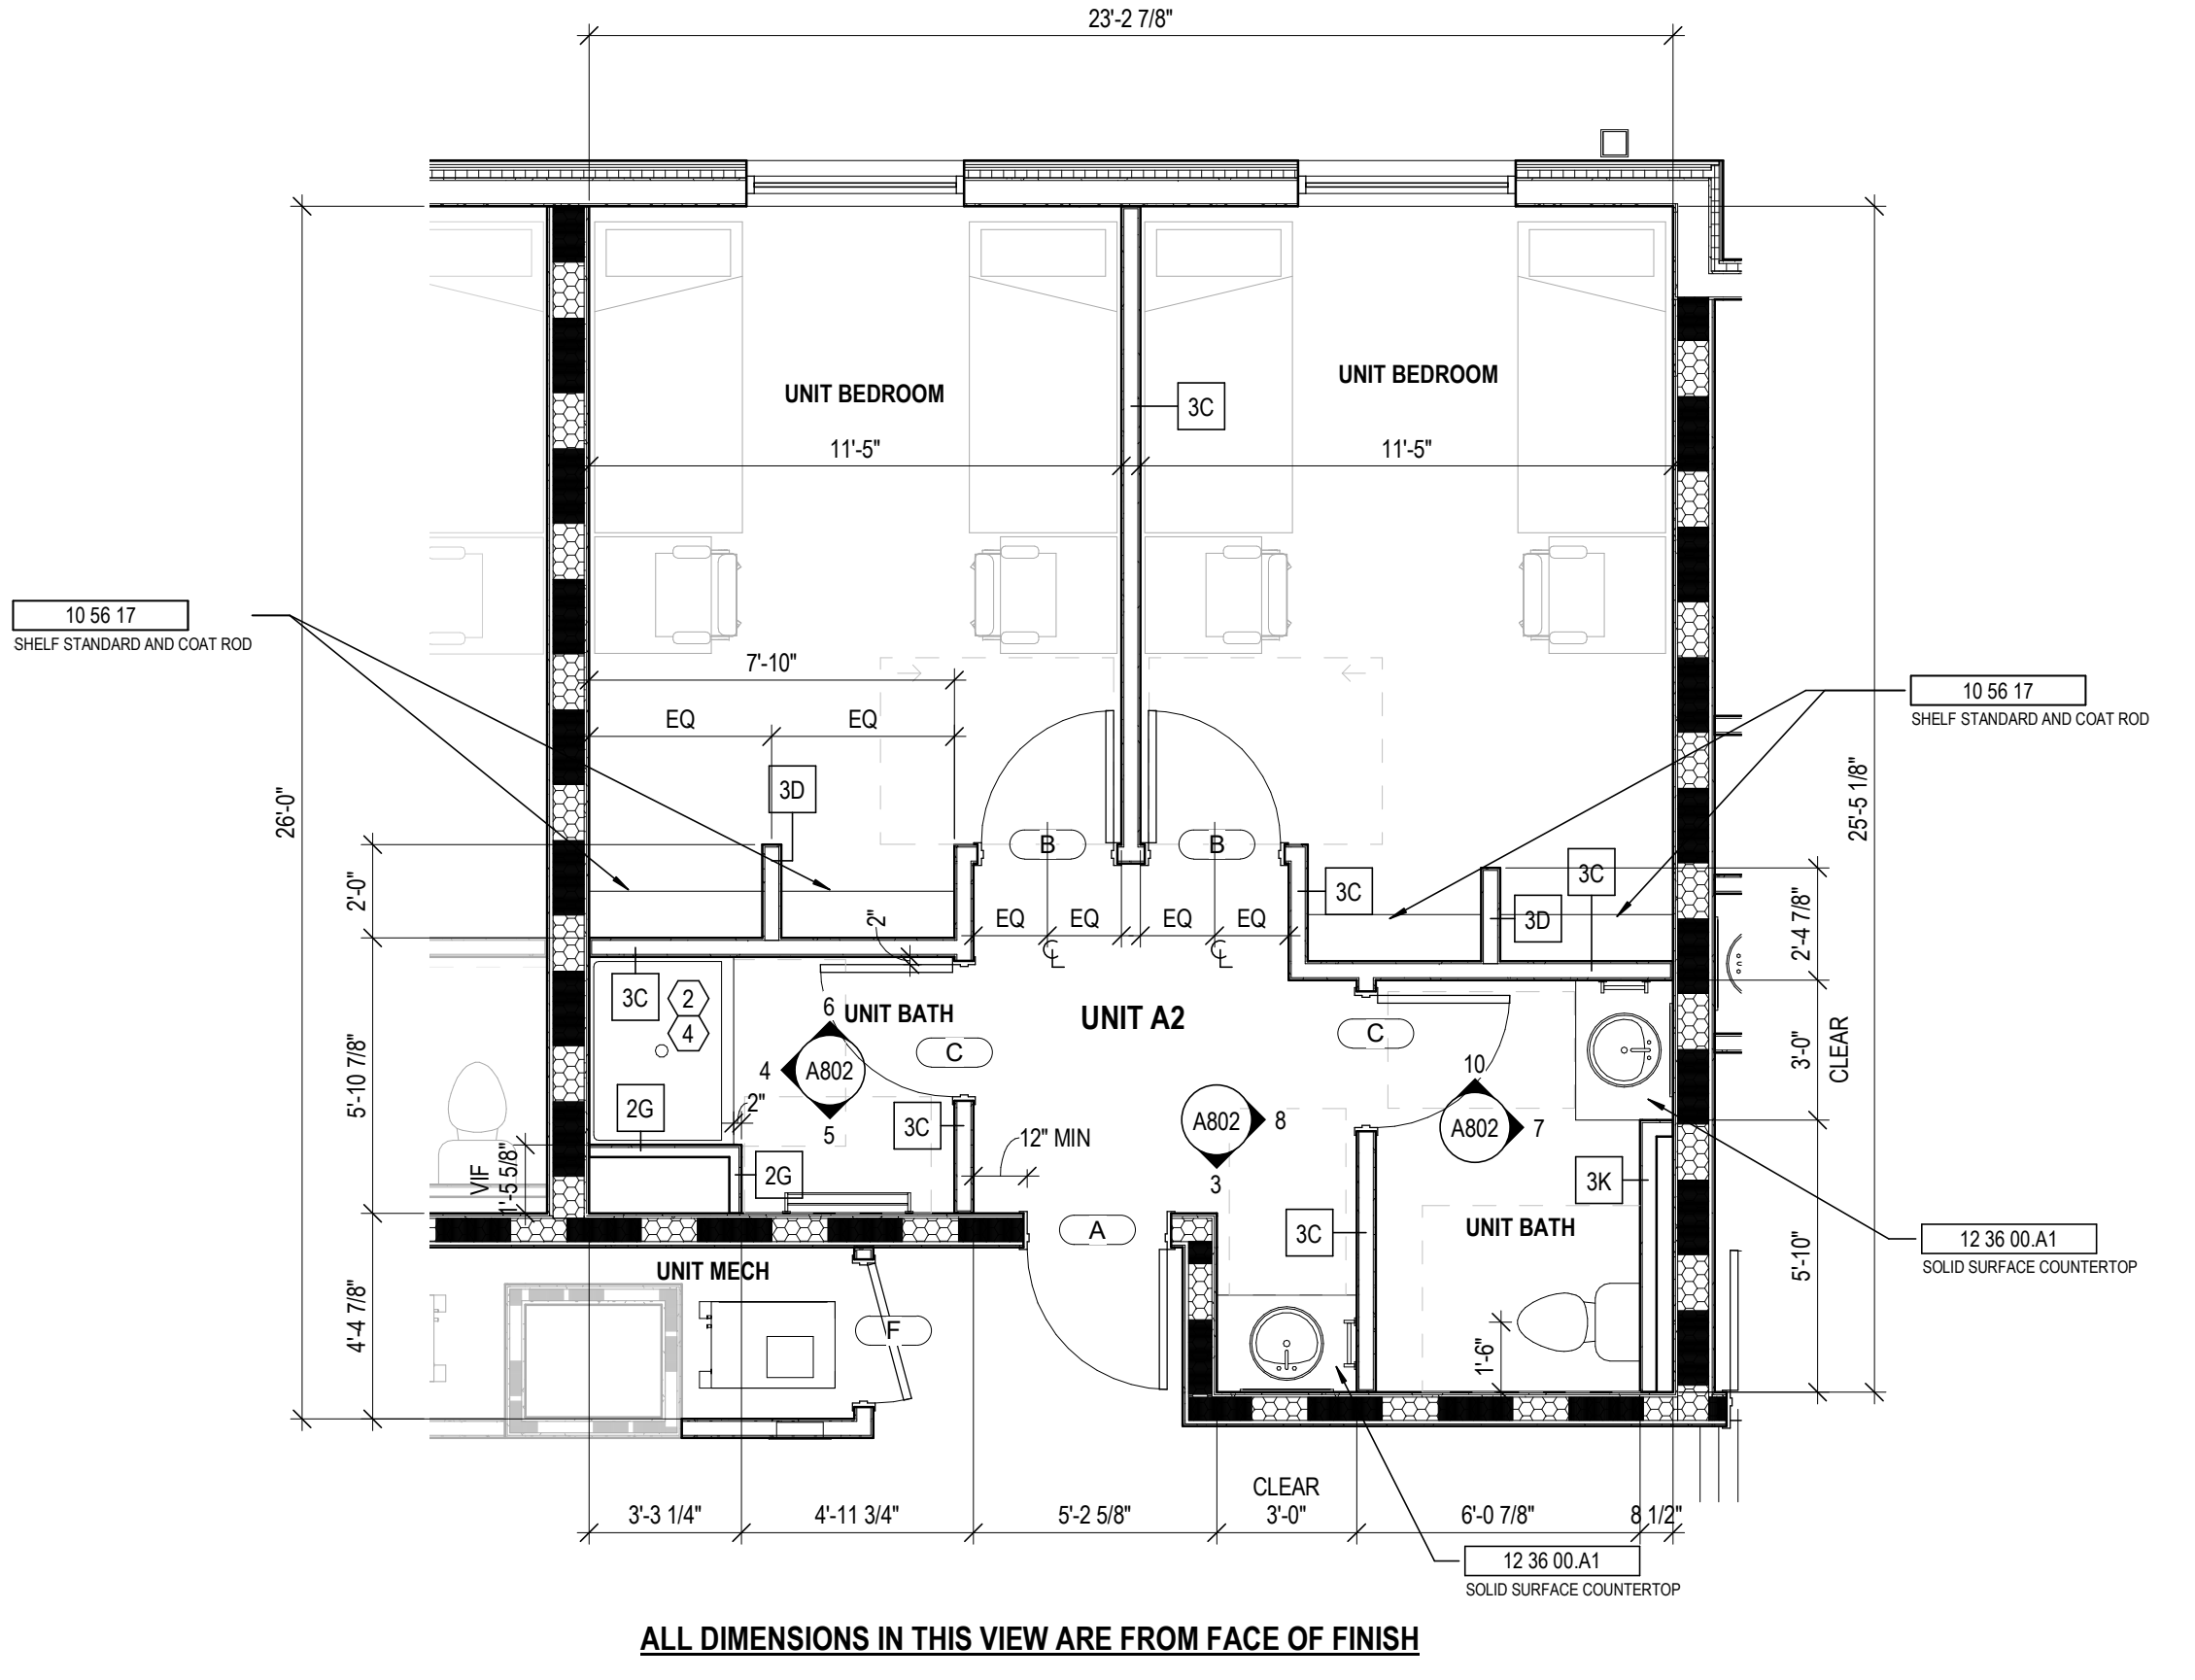 23'-2 7/8"
UNIT BEDROOM
UNIT BEDROOM
3C
11'-5"
11'-5"
10 56 17
SHELF STANDARD AND COAT ROD
7'-10"
10 56 17
SHELF STANDARD AND COAT ROD
EQ
EQ
3D
26'-0"
25'-5 1/8"
B
B
2'-0"
3C
3C
2"
EQ
EQ
EQ
EQ
3D
2'-4 7/8"
CL
CL
3C
2
4
6
UNIT BATH
UNIT A2
C
C
3'-0"
CLEAR
4
A802
5
10
A802
7
5'-10 7/8"
2G
2"
3C
12" MIN
A802
8
3
VIF
1'-5 5/8"
2G
3K
A
3C
UNIT BATH
12 36 00.A1
SOLID SURFACE COUNTERTOP
UNIT MECH
5'-10"
4'-4 7/8"
F
1'-6"
CLEAR
3'-3 1/4"
4'-11 3/4"
5'-2 5/8"
3'-0"
6'-0 7/8"
8 1/2"
12 36 00.A1
SOLID SURFACE COUNTERTOP
ALL DIMENSIONS IN THIS VIEW ARE FROM FACE OF FINISH